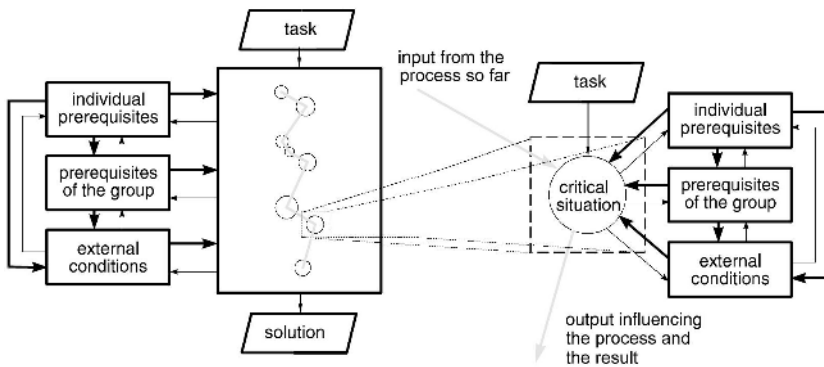 task
individual
prerequisites
prerequisites
of the group
external
conditions
solution
input from the
process so far
task
critical
situation
individual
prerequisites
prerequisites
of the group
external
conditions
output influencing
the process and
the result